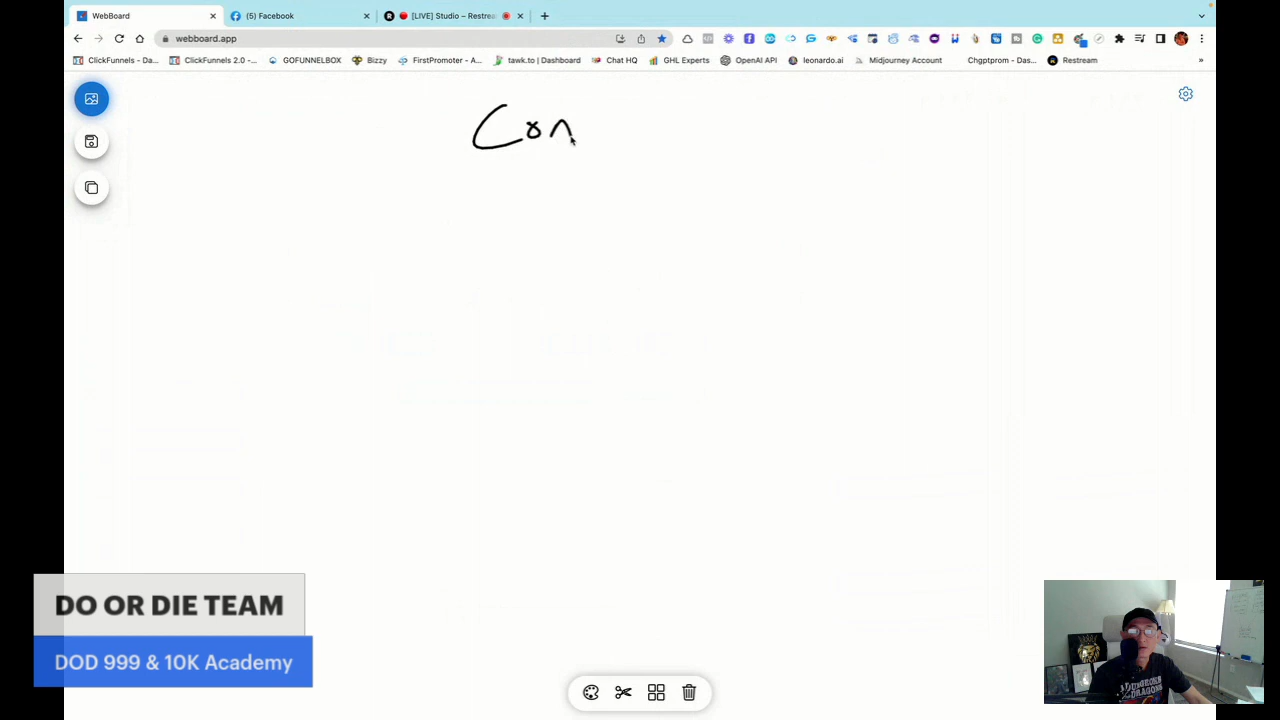 WebBoard
(5) Facebook
[LIVE] Studio – Restrea
webboard.app
ClickFunnels - Da...
ClickFunnels 2.0 -...
GOFUNNELBOX
Bizzy
FirstPromoter - A...
tawk.to | Dashboard
Chat HQ
GHL Experts
OpenAI API
leonardo.ai
Midjourney Account
Chgptprom - Das...
Restream
»
Con
DO OR DIE TEAM
DOD 999 & 10K Academy
DUNGEONS
DRAGONS